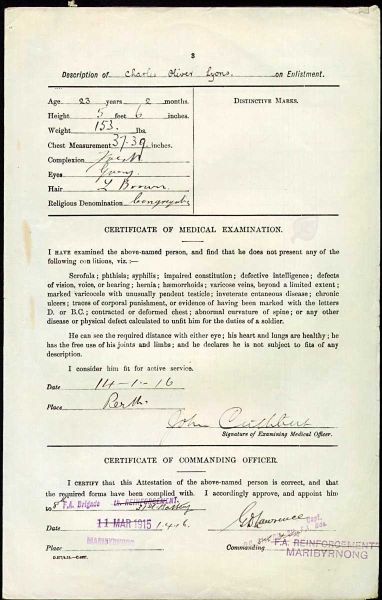 3
Description of Charles Oliver Lyons. on Enlistment.
Age 23 years 2 months.
Height 5 feet 6 inches.
Weight 153. lbs.
Chest Measurement 37-39 inches.
Complexion Fresh
Eyes Grey.
Hair L Brown.
Religious Denomination
DISTINCTIVE MARKS.
CERTIFICATE OF MEDICAL EXAMINATION.
I HAVE examined the above-named person, and find that he does not present any of the
following conditions, viz. :—
Scrofula; phthisis; syphilis; impaired constitution; defective intelligence; defects
of vision, voice, or hearing; hernia; hæmorrhoids; varicose veins, beyond a limited extent;
marked varicocele with unusually pendent testicle; inveterate cutaneous disease; chronic
ulcers; traces of corporal punishment, or evidence of having been marked with the letters
D. or B.C.; contracted or deformed chest; abnormal curvature of spine; or any other
disease or physical defect calculated to unfit him for the duties of a soldier.
He can see the required distance with either eye; his heart and lungs are healthy; he
has the free use of his joints and limbs; and he declares he is not subject to fits of any
description.
I consider him fit for active service.
Date 14-1-16
Place Perth.
John Cuthbert
Signature of Examining Medical Officer.
CERTIFICATE OF COMMANDING OFFICER.
I CERTIFY that this Attestation of the above-named person is correct, and that
the required forms have been complied with. I accordingly approve, and appoint him
to 8th F.A. Brigade REINFORCEMENT.
Date 11 MAR 1915
Place MARIBYRNONG
Lawrence Capt.
Commanding F.A. REINFORCEMENTS
MARIBYRNONG